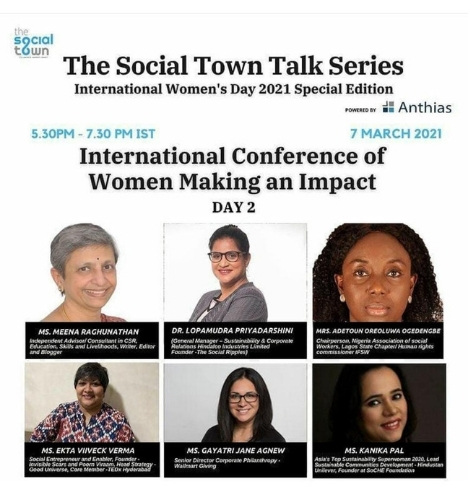 the
social
town
The Social Town Talk Series
International Women's Day 2021 Special Edition
POWERED BY Anthias
5.30PM - 7.30 PM IST
7 MARCH 2021
International Conference of
Women Making an Impact
DAY 2
MS. MEENA RAGHUNATHAN
Independent Advisor/ Consultant in CSR,
Education, Skills and Livelihoods, Writer, Editor
and Blogger
DR. LOPAMUDRA PRIYADARSHINI
(General Manager - Sustainability & Corporate
Relations Hindalco Industries Limited
Founder -The Social Ripples)
MRS. ADETOUN OREOLUWA OGEDENGBE
Chairperson, Nigeria Association of social
Workers, Lagos State Chapter/ Human rights
commissioner IFSW
MS. EKTA VIIVECK VERMA
Social Entrepreneur and Enabler, Founder -
Invisible Scars and Poorn Viraam, Head Strategy -
Good Universe, Core Member -TEDx Hyderabad
MS. GAYATRI JANE AGNEW
Senior Director Corporate Philanthropy -
Wallmart Giving
MS. KANIKA PAL
Asia's Top Sustainability Superwoman 2020, Lead
Sustainable Communities Development - Hindustan
Unilever, Founder at SoCHE Foundation